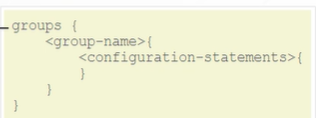 groups {
    <group-name>{
        <configuration-statements>{
        }
    }
}